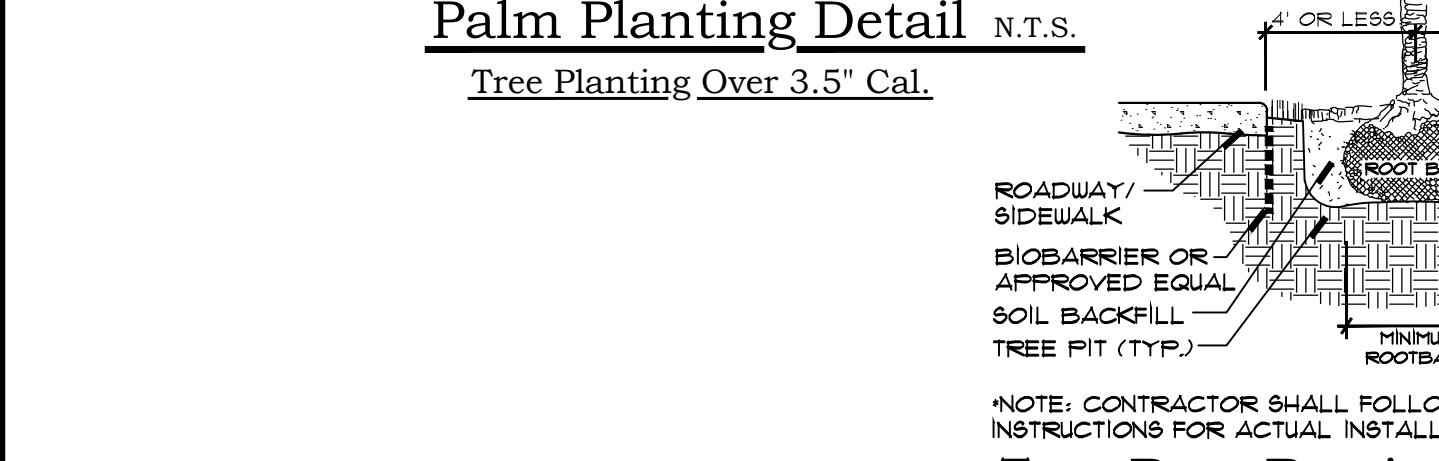 Palm Planting Detail N.T.S.
Tree Planting Over 3.5" Cal.
4' OR LESS
ROOT
ROADWAY/
SIDEWALK
BIOBARRIER OR
APPROVED EQUAL
SOIL BACKFILL
TREE PIT (TYP.)
*NOTE: CONTRACTOR SHALL
INSTRUCTIONS FOR ACTUAL